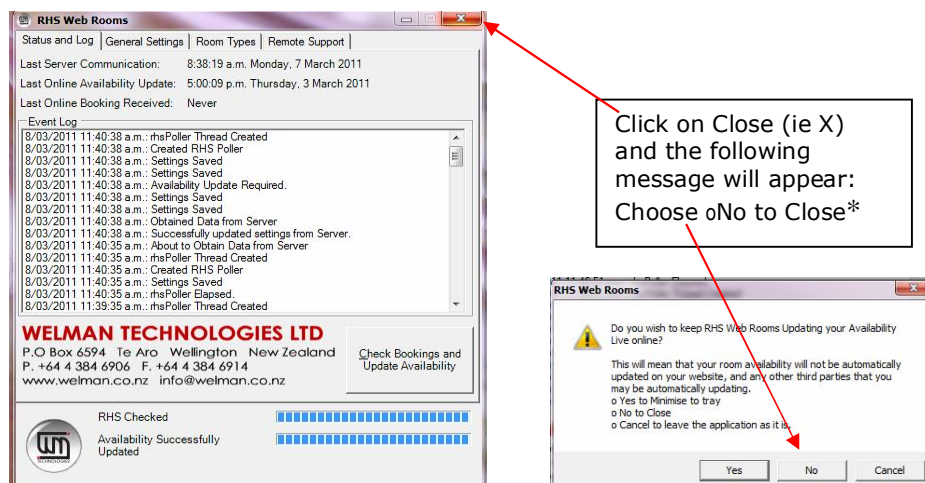 RHS Web Rooms
Status and Log General Settings Room Types Remote Support
Last Server Communication: 8:38:19 a.m. Monday, 7 March 2011
Last Online Availability Update: 5:00:09 p.m. Thursday, 3 March 2011
Last Online Booking Received: Never
Event Log
8/03/2011 11:40:38 a.m.: rhsPoller Thread Created
8/03/2011 11:40:38 a.m.: Created RHS Poller
8/03/2011 11:40:38 a.m.: Settings Saved
8/03/2011 11:40:38 a.m.: Settings Saved
8/03/2011 11:40:38 a.m.: Availability Update Required.
8/03/2011 11:40:38 a.m.: Settings Saved
8/03/2011 11:40:38 a.m.: Settings Saved
8/03/2011 11:40:38 a.m.: Obtained Data from Server
8/03/2011 11:40:38 a.m.: Successfully updated settings from Server.
8/03/2011 11:40:35 a.m.: About to Obtain Data from Server
8/03/2011 11:40:35 a.m.: rhsPoller Thread Created
8/03/2011 11:40:35 a.m.: Created RHS Poller
8/03/2011 11:40:35 a.m.: Settings Saved
8/03/2011 11:40:35 a.m.: rhsPoller Elapsed.
8/03/2011 11:39:35 a.m.: rhsPoller Thread Created
WELMAN TECHNOLOGIES LTD
P.O Box 6594 Te Aro Wellington New Zealand
P. +64 4 384 6906 F. +64 4 384 6914
www.welman.co.nz info@welman.co.nz
Check Bookings and
Update Availability
RHS Checked
Availability Successfully
Updated
wm
TECHNOLOGIES
Click on Close (ie X)
and the following
message will appear:
Choose oNo to Close*
RHS Web Rooms
Do you wish to keep RHS Web Rooms Updating your Availability
Live online?
This will mean that your room availability will not be automatically
updated on your website, and any other third parties that you
may be automatically updating.
o Yes to Minimise to tray
o No to Close
o Cancel to leave the application as it is.
Yes No Cancel